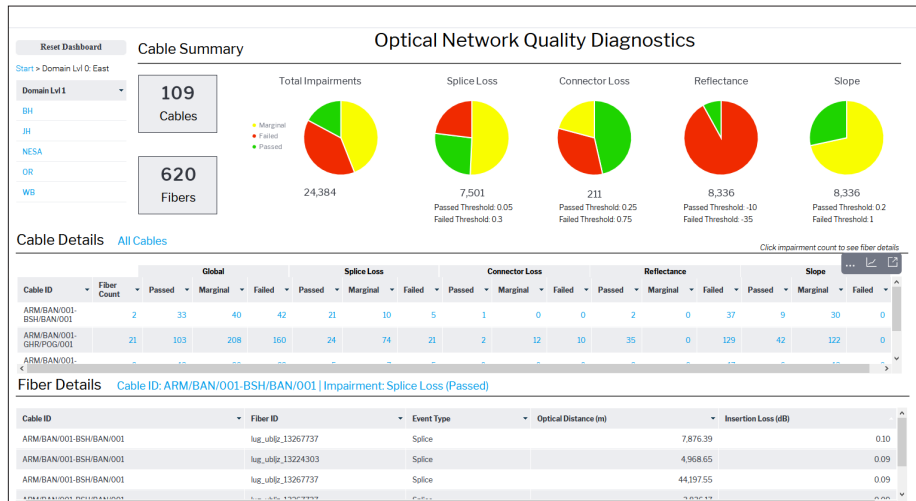 Optical Network Quality Diagnostics
Reset Dashboard
Start > Domain Lvl 0: East
Domain Lvl 1
BH
JH
NESA
OR
WB
Cable Summary
109
Cables
620
Fibers
Total Impairments
Marginal
Failed
Passed
24,384
Splice Loss
7,501
Passed Threshold: 0.05
Failed Threshold: 0.3
Connector Loss
211
Passed Threshold: 0.25
Failed Threshold: 0.75
Reflectance
8,336
Passed Threshold: -10
Failed Threshold: -35
Slope
8,336
Passed Threshold: 0.2
Failed Threshold: 1
Cable Details All Cables
Click impairment count to see fiber details
Global Splice Loss Connector Loss Reflectance Slope
Cable ID Fiber Count Passed Marginal Failed Passed Marginal Failed Passed Marginal Failed Passed Marginal Failed Passed Marginal Failed
ARM/BAN/001-
BSH/BAN/001 2 33 40 42 21 10 5 1 0 0 2 0 37 9 30 0
ARM/BAN/001-
GHR/POG/001 21 103 208 160 24 74 21 2 12 10 35 0 129 42 122 0
ARM/BAN/001-
Fiber Details Cable ID: ARM/BAN/001-BSH/BAN/001 | Impairment: Splice Loss (Passed)
Cable ID Fiber ID Event Type Optical Distance (m) Insertion Loss (dB)
ARM/BAN/001-BSH/BAN/001 lug_ubljz_13267737 Splice 7,876.39 0.10
ARM/BAN/001-BSH/BAN/001 lug_ubljz_13224303 Splice 4,968.65 0.09
ARM/BAN/001-BSH/BAN/001 lug_ubljz_13267737 Splice 44,197.65 0.09